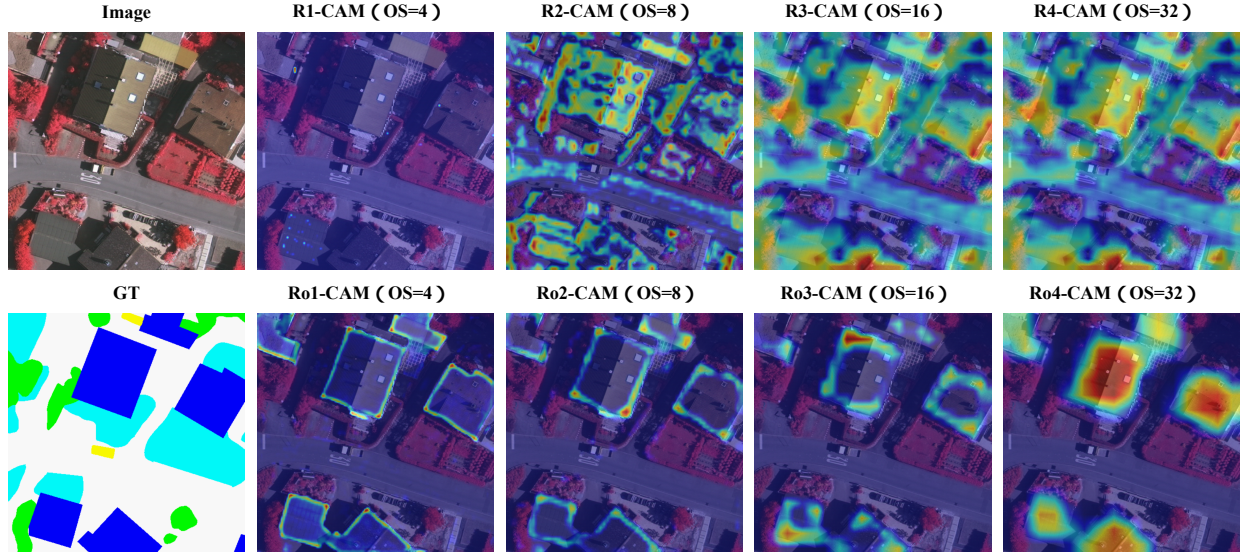 Image R1-CAM ( OS=4 ) R2-CAM ( OS=8 ) R3-CAM ( OS=16 ) R4-CAM ( OS=32 )
GT Ro1-CAM ( OS=4 ) Ro2-CAM ( OS=8 ) Ro3-CAM ( OS=16 ) Ro4-CAM ( OS=32 )